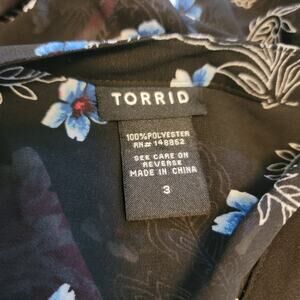 TORRID
100%POLYESTER
RN# 148852
SEE CARE ON
REVERSE
MADE IN CHINA
3